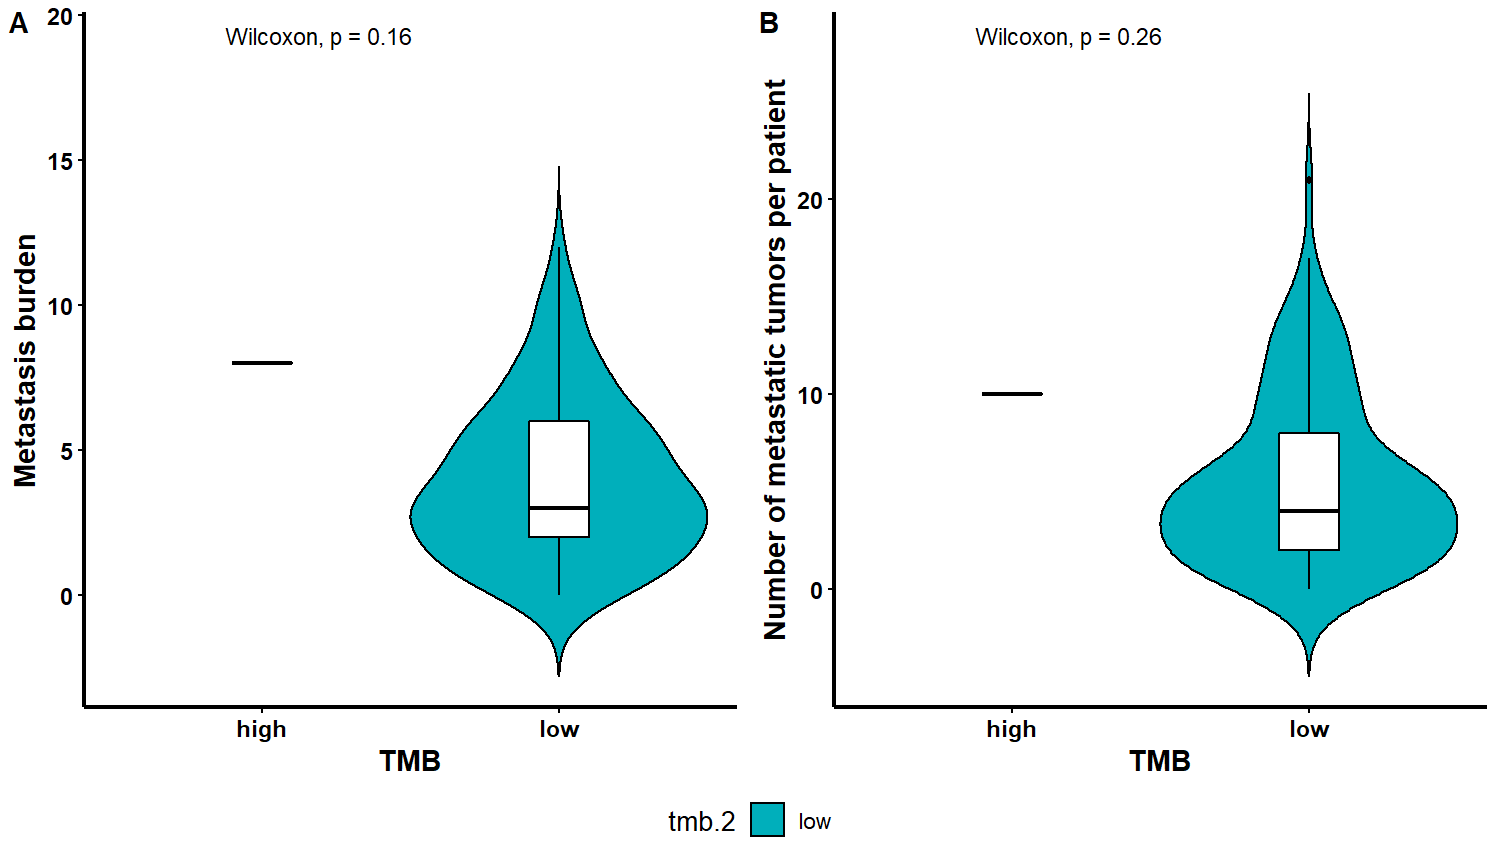 A
Wilcoxon, p = 0.16
Metastasis burden
20
15
10
5
0
high
low
TMB
B
Wilcoxon, p = 0.26
Number of metastatic tumors per patient
20
10
0
high
low
TMB
tmb.2
low